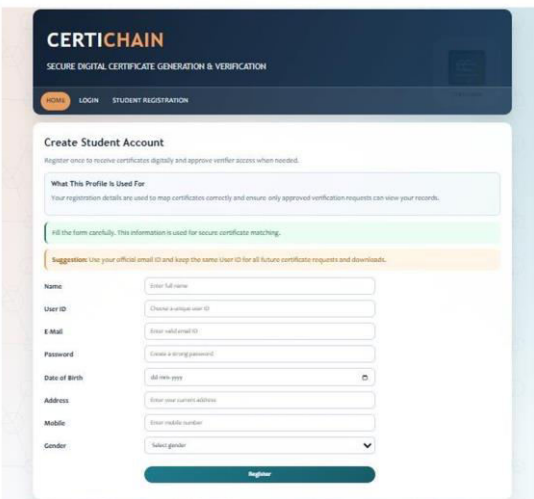 CERTICHAIN
SECURE DIGITAL CERTIFICATE GENERATION & VERIFICATION
HOME LOGIN STUDENT REGISTRATION
Create Student Account
Register once to receive certificates digitally and approve verifier access when needed.
What This Profile Is Used For
Your registration details are used to map certificates correctly and ensure only approved verification requests can view your records.
Fill the form carefully. This information is used for secure certificate matching.
Suggestion: Use your official email ID and keep the same User ID for all future certificate requests and downloads.
Name Enter full name
User ID Choose a unique user ID
E-Mail Enter valid email ID
Password Create a strong password
Date of Birth dd-mm-yyyy
Address Enter your current address
Mobile Enter mobile number
Gender Select gender
Register